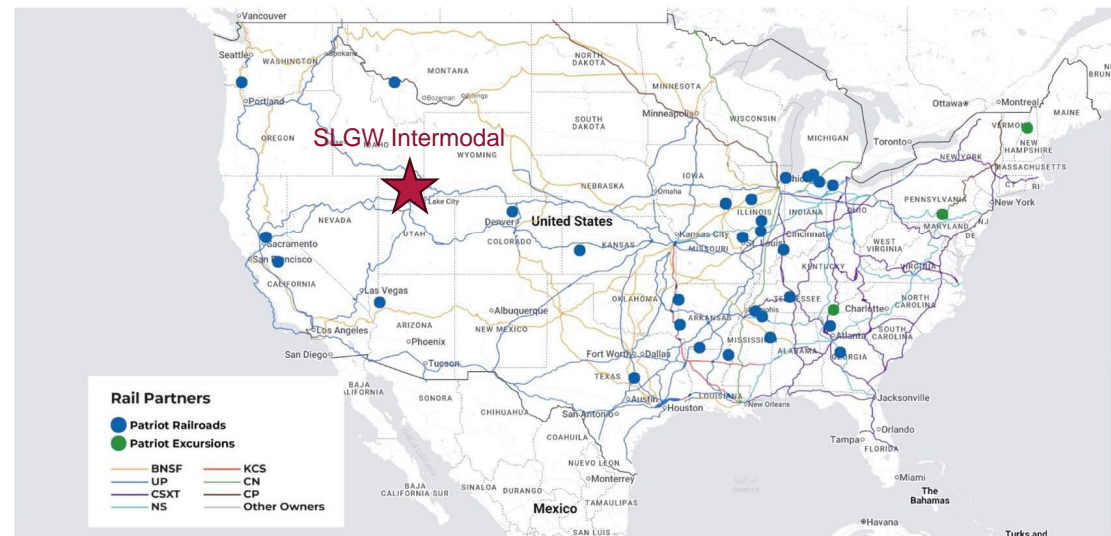 Vancouver
Seattle
WASHINGTON
Spokane
NORTH
DAKOTA
MONTANA
Bozeman
Billings
MINNESOTA
Minneapolis
Ottawa
Montreal
MAINE
VERMONT
Portland
OREGON
SLGW Intermodal
IDAHO
SOUTH
DAKOTA
WISCONSIN
MICHIGAN
Toronto
NEW
HAMPSHIRE
NEW YORK
MASSACHUSETTS
CT
RI
WYOMING
IOWA
NEBRASKA
Omaha
Lake City
NEVADA
UTAH
Denver
COLORADO
United States
KANSAS
Kansas City
MISSOURI
ILLINOIS
INDIANA
OHIO
PENNSYLVANIA
New York
NJ
MARYLAND
DE
St. Louis
Cincinnati
WEST
VIRGINIA
VIRGINIA
KENTUCKY
Sacramento
San Francisco
CALIFORNIA
Las Vegas
Los Angeles
San Diego
ARIZONA
Phoenix
Tucson
Albuquerque
NEW MEXICO
OKLAHOMA
ARKANSAS
TENNESSEE
NORTH
CAROLINA
Charlotte
SOUTH
CAROLINA
Atlanta
GEORGIA
MISSISSIPPI
ALABAMA
Fort Worth
Dallas
TEXAS
Austin
San Antonio
Houston
LOUISIANA
New Orleans
Jacksonville
Orlando
Tampa
FLORIDA
Miami
The
Bahamas
Havana
Turks and
Gulf of
America
BAJA
CALIFORNIA
SONORA
CHIHUAHUA
COAHUILA
NUEVO LEON
Monterrey
BAJA
CALIFORNIA SUR
SINALOA
DURANGO
TAMAULIPAS
Mexico
SAN LUIS
Rail Partners
Patriot Railroads
Patriot Excursions
BNSF
UP
CSXT
NS
KCS
CN
CP
Other Owners